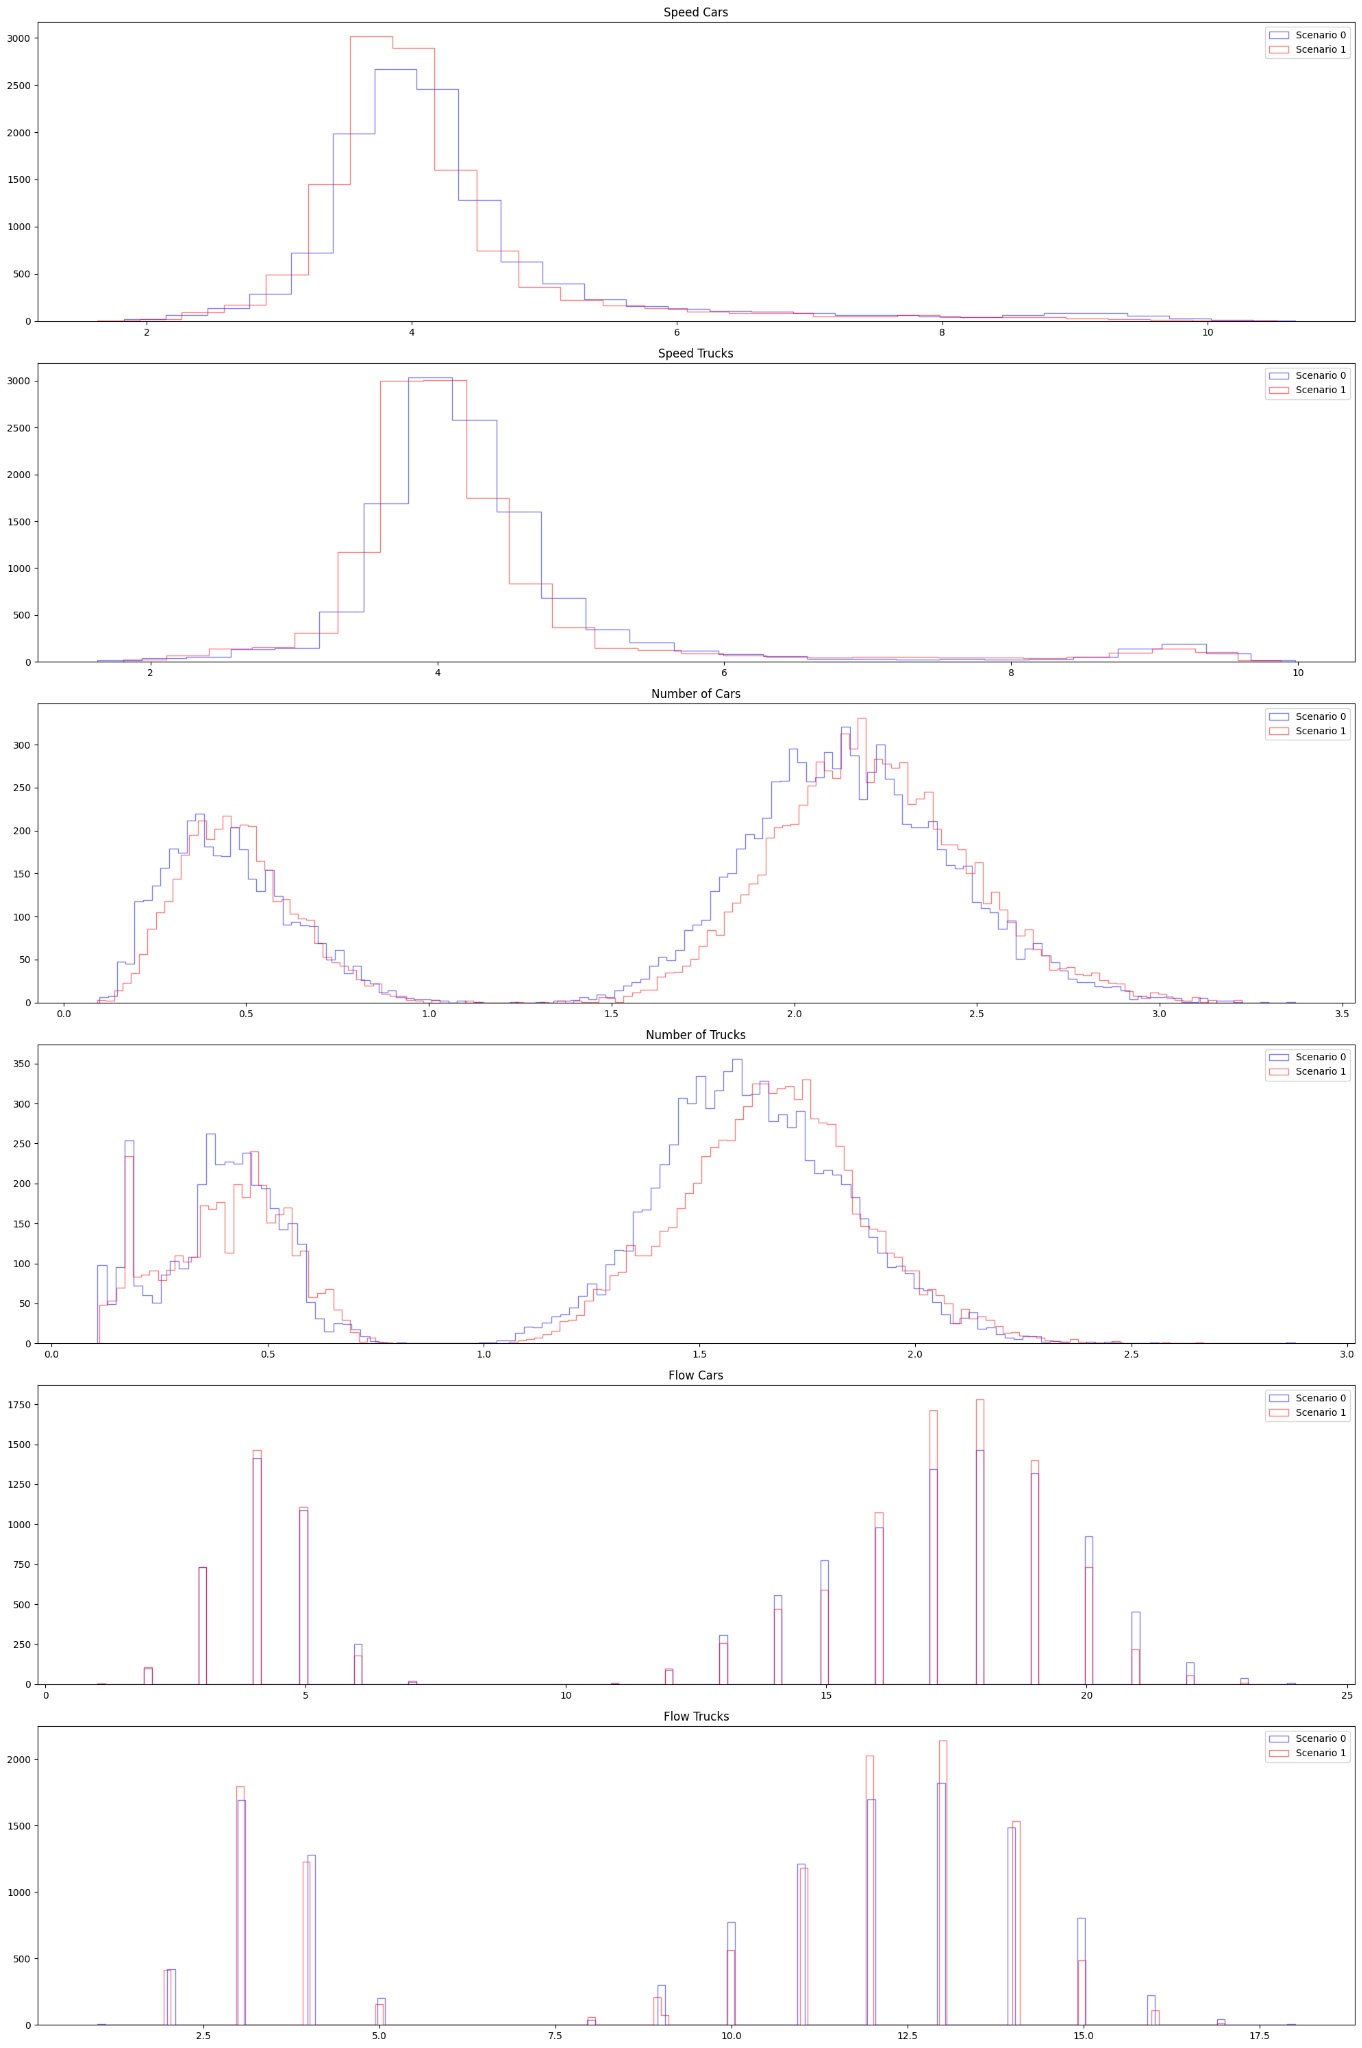 Speed Cars
Scenario 0
Scenario 1
3000
2500
2000
1500
1000
500
0
2 4 6 8 10
Speed Trucks
Scenario 0
Scenario 1
3000
2500
2000
1500
1000
500
0
2 4 6 8 10
Number of Cars
Scenario 0
Scenario 1
300
250
200
150
100
50
0
0.0 0.5 1.0 1.5 2.0 2.5 3.0 3.5
Number of Trucks
Scenario 0
Scenario 1
350
300
250
200
150
100
50
0
0.0 0.5 1.0 1.5 2.0 2.5 3.0
Flow Cars
Scenario 0
Scenario 1
1750
1500
1250
1000
750
500
250
0
0 5 10 15 20 25
Flow Trucks
Scenario 0
Scenario 1
2000
1500
1000
500
0
2.5 5.0 7.5 10.0 12.5 15.0 17.5